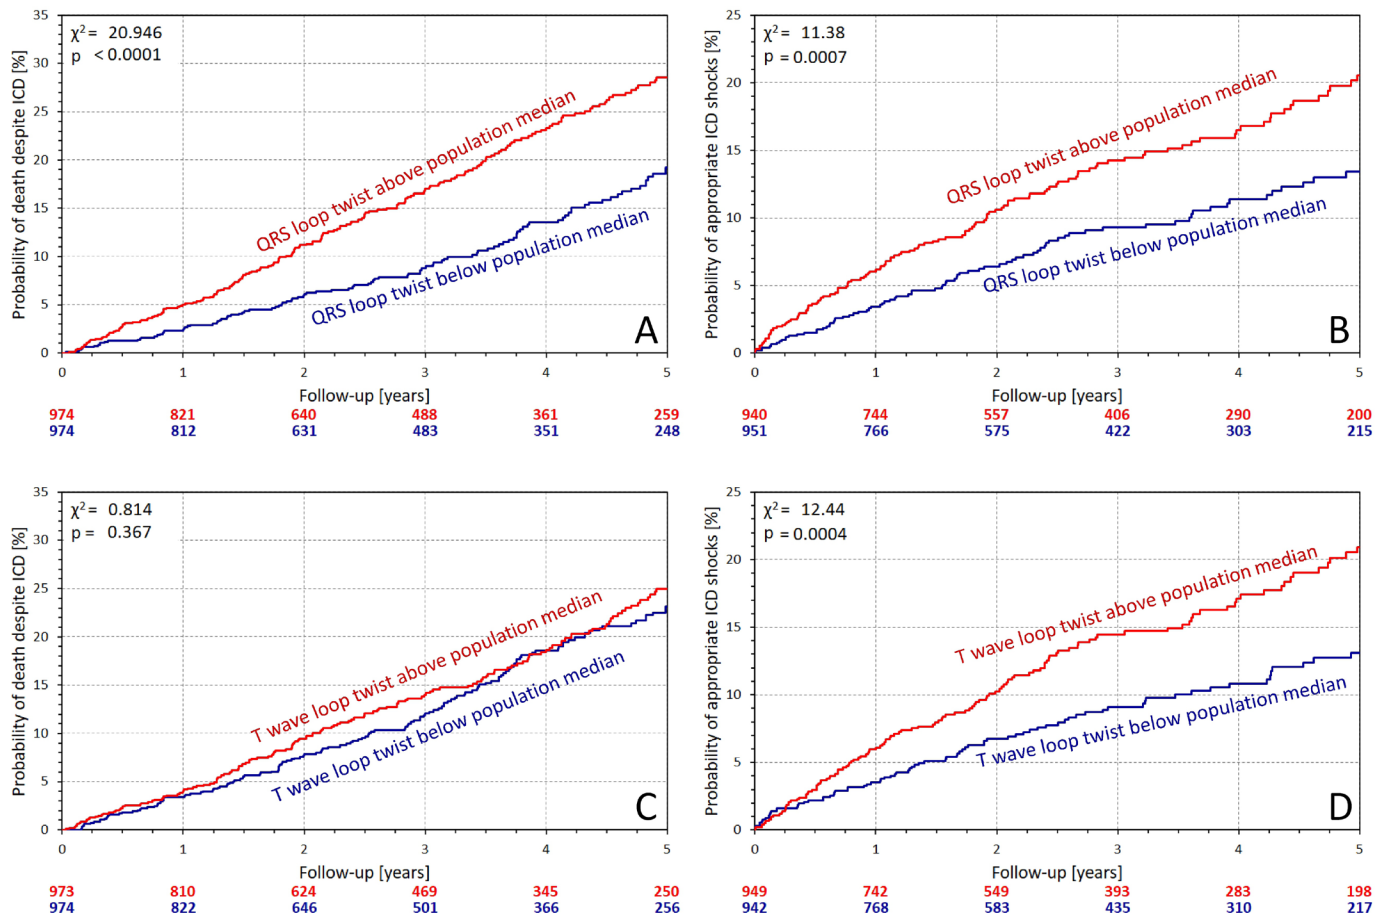 Probability of death despite ICD [%]
35
30
25
20
15
10
5
0
χ² = 20.946
p < 0.0001
QRS loop twist above population median
QRS loop twist below population median
A
0 1 2 3 4 5
Follow-up [years]
974 821 640 488 361 259
974 812 631 483 351 248
Probability of appropriate ICD shocks [%]
25
20
15
10
5
0
χ² = 11.38
p = 0.0007
QRS loop twist above population median
QRS loop twist below population median
B
0 1 2 3 4 5
Follow-up [years]
940 744 557 406 290 200
951 766 575 422 303 215
Probability of death despite ICD [%]
35
30
25
20
15
10
5
0
χ² = 0.814
p = 0.367
T wave loop twist above population median
T wave loop twist below population median
C
0 1 2 3 4 5
Follow-up [years]
973 810 624 469 345 250
974 822 646 501 366 256
Probability of appropriate ICD shocks [%]
25
20
15
10
5
0
χ² = 12.44
p = 0.0004
T wave loop twist above population median
T wave loop twist below population median
D
0 1 2 3 4 5
Follow-up [years]
949 742 549 393 283 198
942 768 583 435 310 217